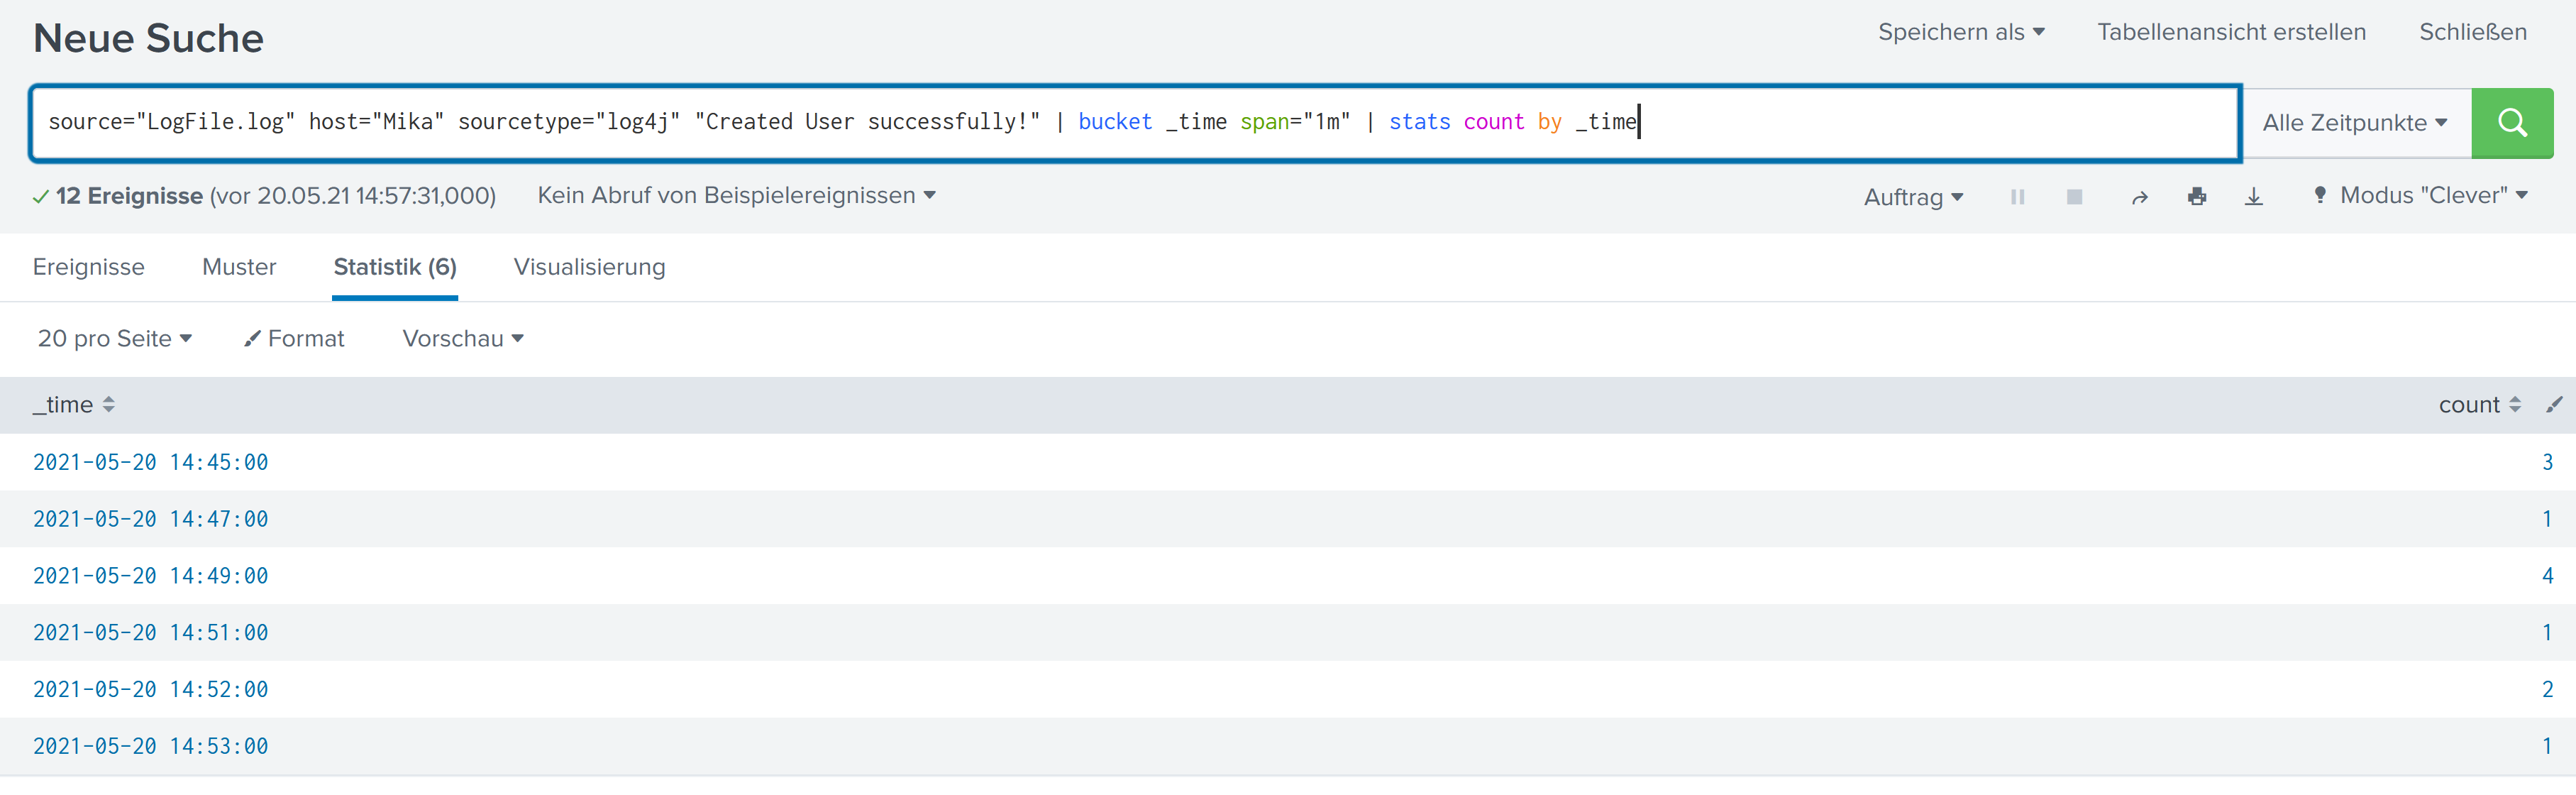 Neue Suche
Speichern als Tabellenansicht erstellen Schließen
source="LogFile.log" host="Mika" sourcetype="log4j" "Created User successfully!" | bucket _time span="1m" | stats count by _time
Alle Zeitpunkte
12 Ereignisse (vor 20.05.21 14:57:31,000) Kein Abruf von Beispielereignissen Auftrag Modus "Clever"
Ereignisse Muster Statistik (6) Visualisierung
20 pro Seite Format Vorschau
_time count
2021-05-20 14:45:00 3
2021-05-20 14:47:00 1
2021-05-20 14:49:00 4
2021-05-20 14:51:00 1
2021-05-20 14:52:00 2
2021-05-20 14:53:00 1